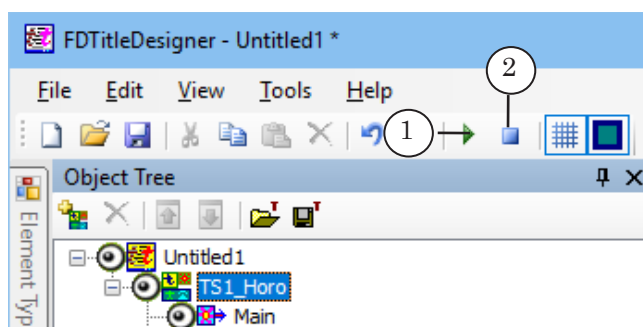 FDTitleDesigner - Untitled1 *
2
File Edit View Tools Help
1
Object Tree
Element Typ
T T
Untitled1
TS1_Horo
Main